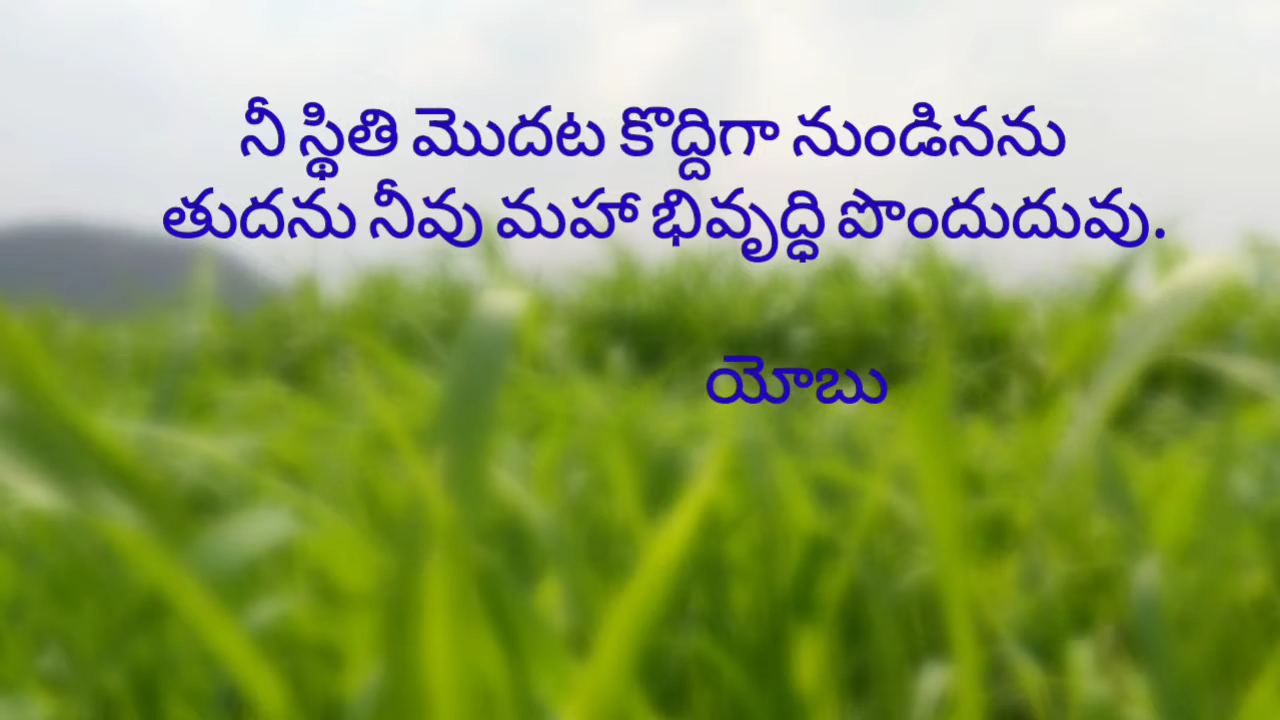 నీ స్థితి మొదట కొద్దిగా నుండినను
తుదను నీవు మహా భివృద్ధి పొందుదువు.
యోబు